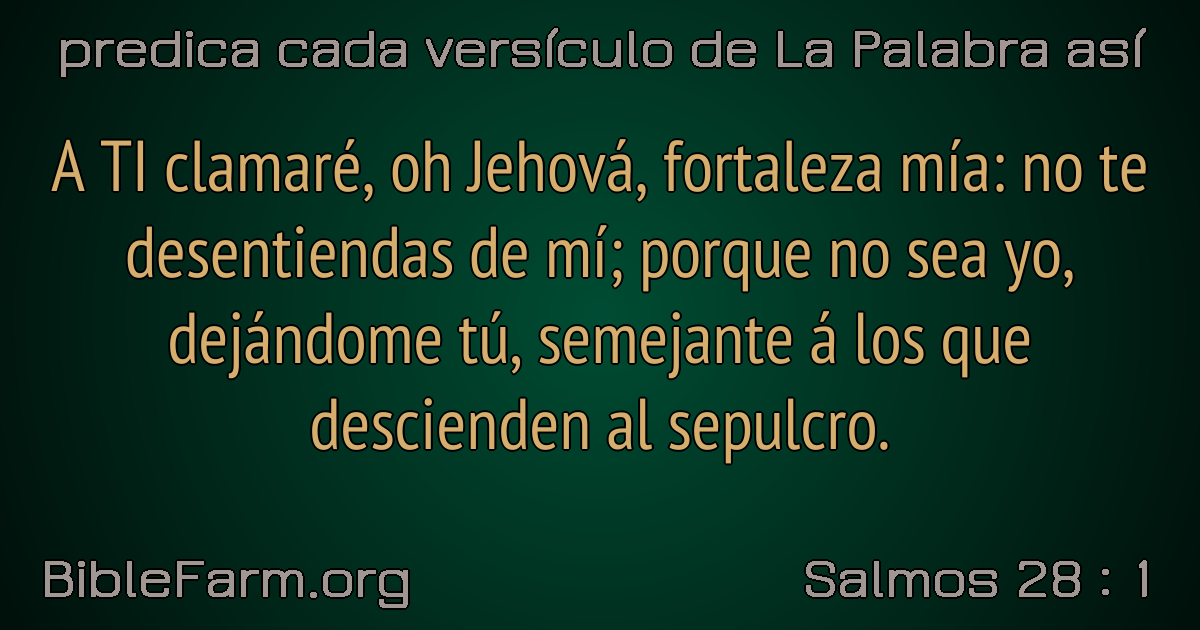 predica cada versículo de La Palabra así
A TI clamaré, oh Jehová, fortaleza mía: no te
desentiendas de mí; porque no sea yo,
dejándome tú, semejante á los que
descienden al sepulcro.
BibleFarm.org
Salmos 28 : 1